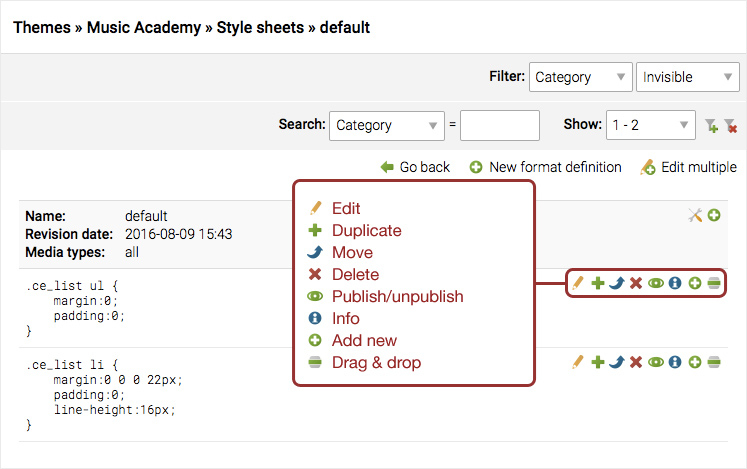 Themes » Music Academy » Style sheets » default
Filter: Category Invisible
Search: Category = Show: 1 - 2
Go back New format definition Edit multiple
Name: default
Revision date: 2016-08-09 15:43
Media types: all
Edit
Duplicate
Move
Delete
Publish/unpublish
Info
Add new
Drag & drop
.ce_list ul {
margin:0;
padding:0;
}
.ce_list li {
margin:0 0 0 22px;
padding:0;
line-height:16px;
}